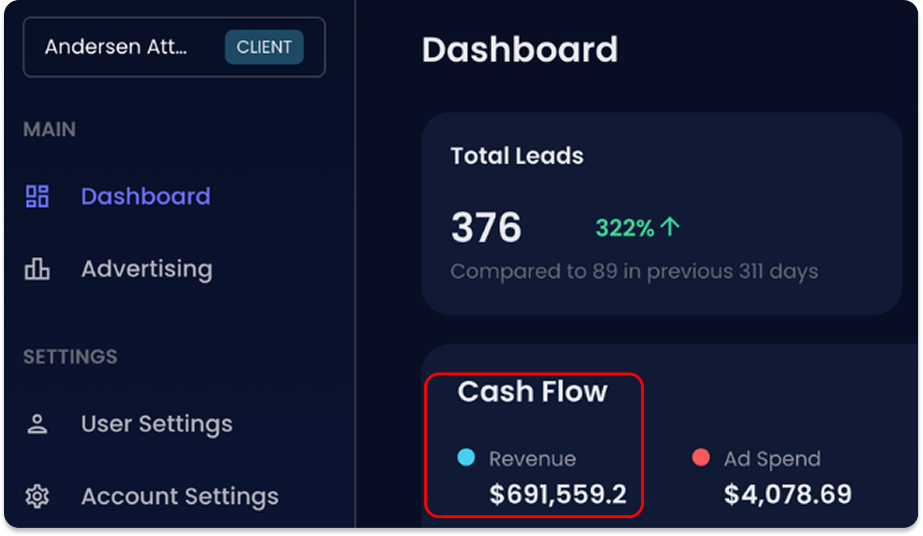 Andersen Att...
CLIENT
MAIN
Dashboard
Advertising
SETTINGS
User Settings
Account Settings
Dashboard
Total Leads
376
322% ↑
Compared to 89 in previous 311 days
Cash Flow
Revenue
$691,559.2
Ad Spend
$4,078.69